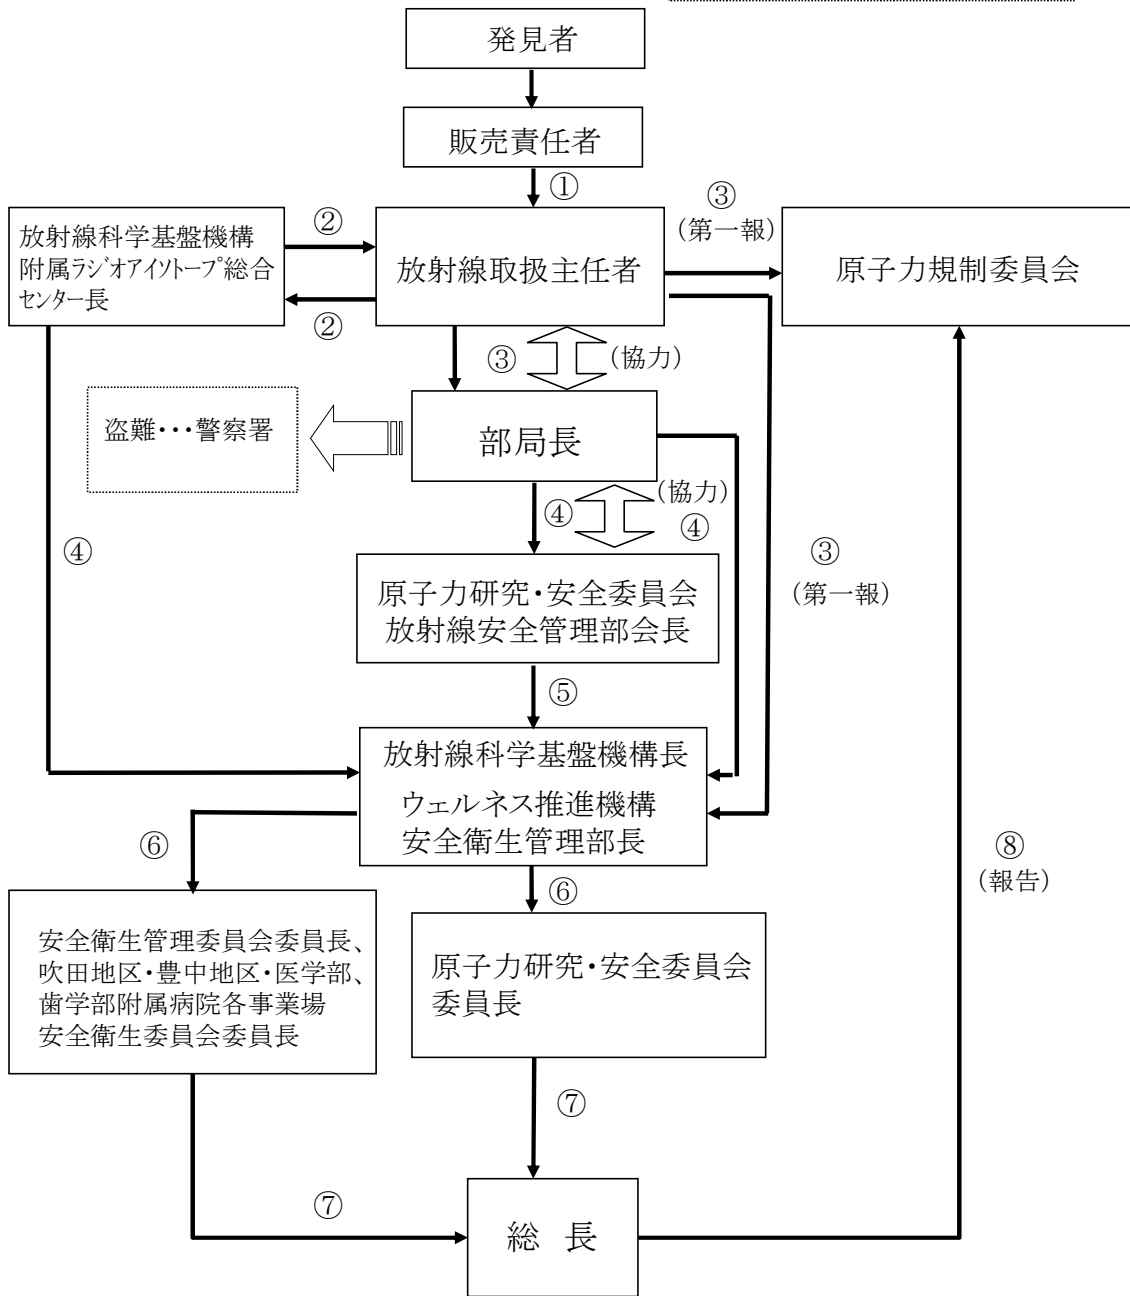 発見者
販売責任者
①
放射線科学基盤機構
附属ﾗｼﾞｵｱｲｿﾄｰﾌﾟ総合
ｾﾝﾀｰ長
②
②
放射線取扱主任者
③
(第一報)
原子力規制委員会
③
(協力)
盗難・・・警察署
部局長
④
(協力)
④
④
③
(第一報)
原子力研究・安全委員会
放射線安全管理部会長
⑤
放射線科学基盤機構長
ウェルネス推進機構
安全衛生管理部長
⑥
⑥
⑧
(報告)
安全衛生管理委員会委員長、
吹田地区・豊中地区・医学部、
歯学部附属病院各事業場
安全衛生委員会委員長
原子力研究・安全委員会
委員長
⑦
⑦
総 長